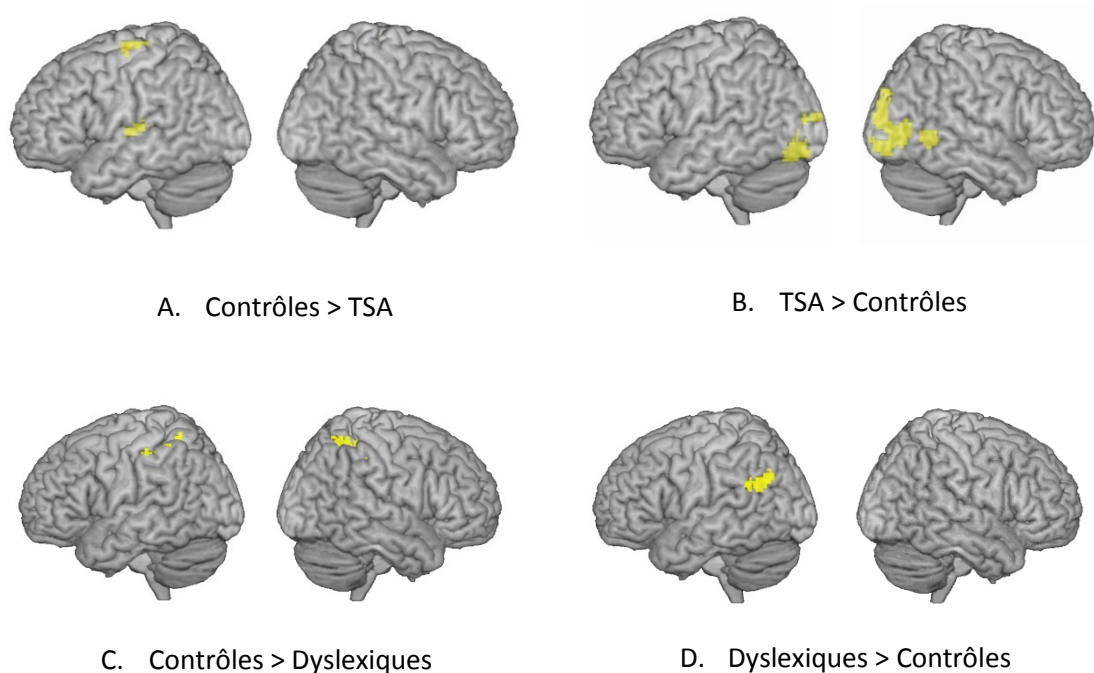 A. Contrôles > TSA
B. TSA > Contrôles
C. Contrôles > Dyslexiques
D. Dyslexiques > Contrôles